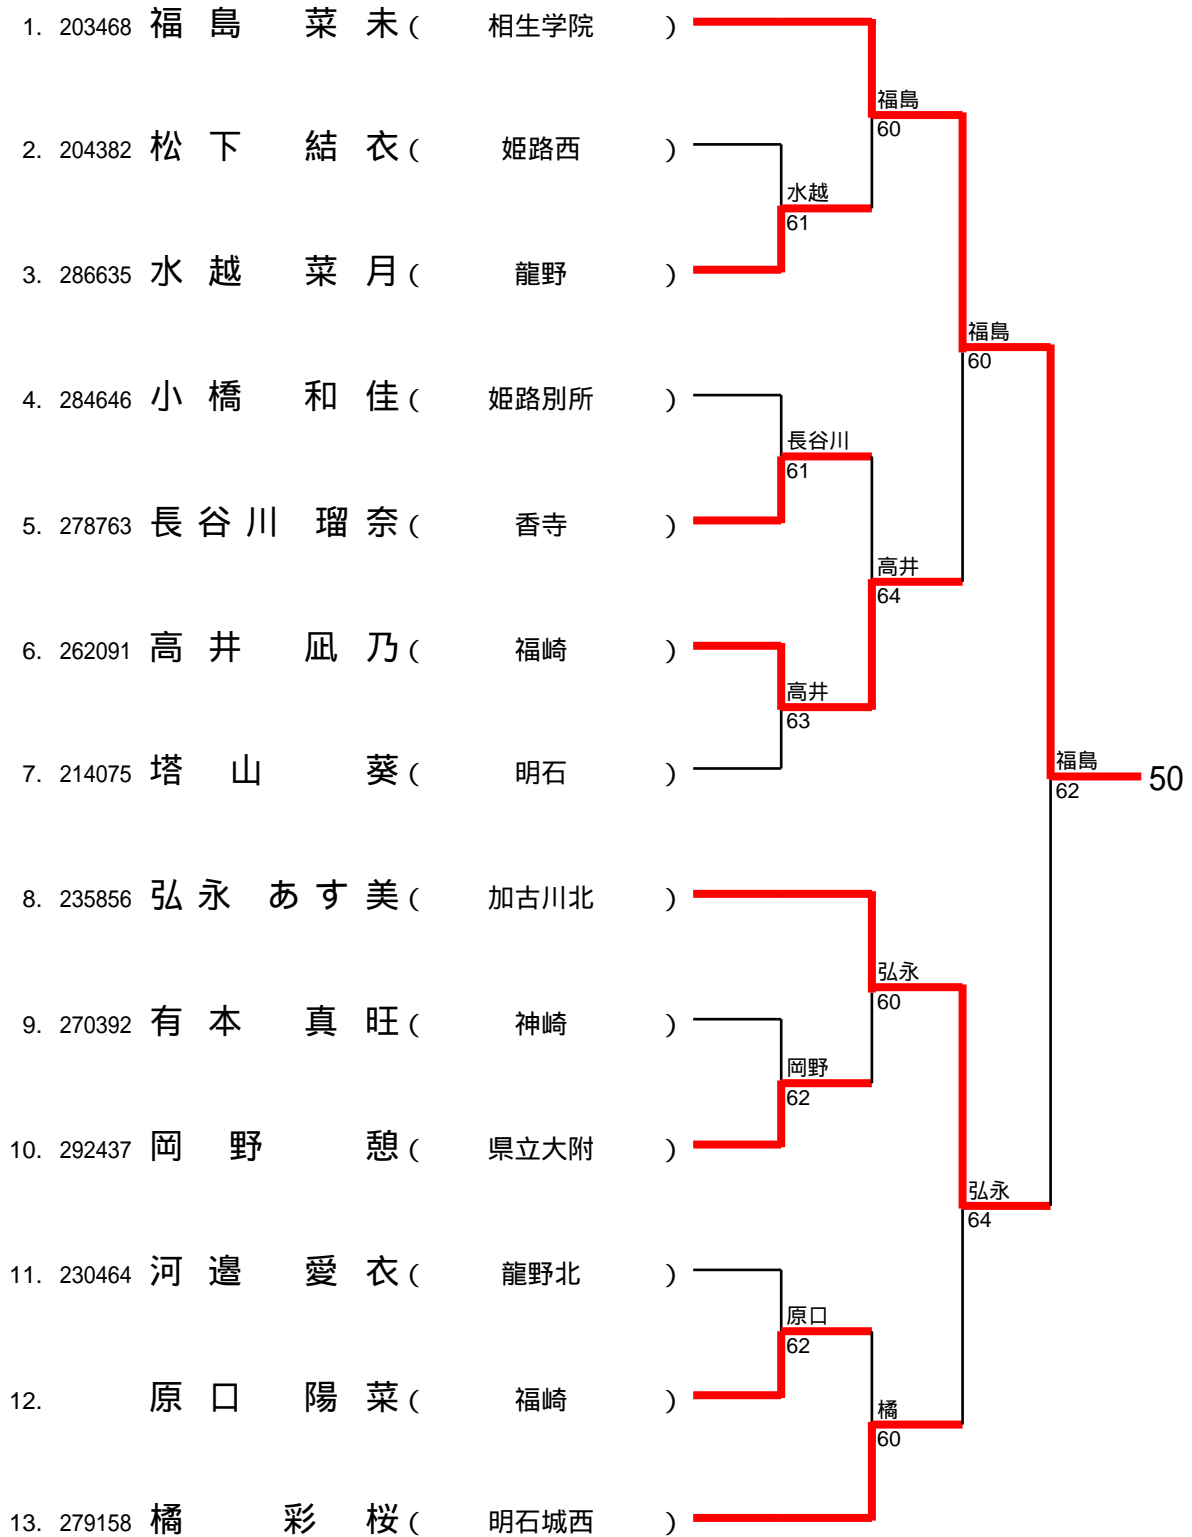 1. 203468 福島 菜未 ( 相生学院 )
福島
60
2. 204382 松下 結衣 ( 姫路西 )
水越
61
3. 286635 水越 菜月 ( 龍野 )
福島
60
4. 284646 小橋 和佳 ( 姫路別所 )
長谷川
61
5. 278763 長谷川 瑠奈 ( 香寺 )
高井
64
6. 262091 高井 凪乃 ( 福崎 )
高井
63
7. 214075 塔山 葵 ( 明石 )
福島
62
50
8. 235856 弘永 あす美 ( 加古川北 )
弘永
60
9. 270392 有本 真旺 ( 神崎 )
岡野
62
10. 292437 岡野 憩 ( 県立大附 )
弘永
64
11. 230464 河邉 愛衣 ( 龍野北 )
原口
62
12. 原口 陽菜 ( 福崎 )
橘
60
13. 279158 橘 彩桜 ( 明石城西 )